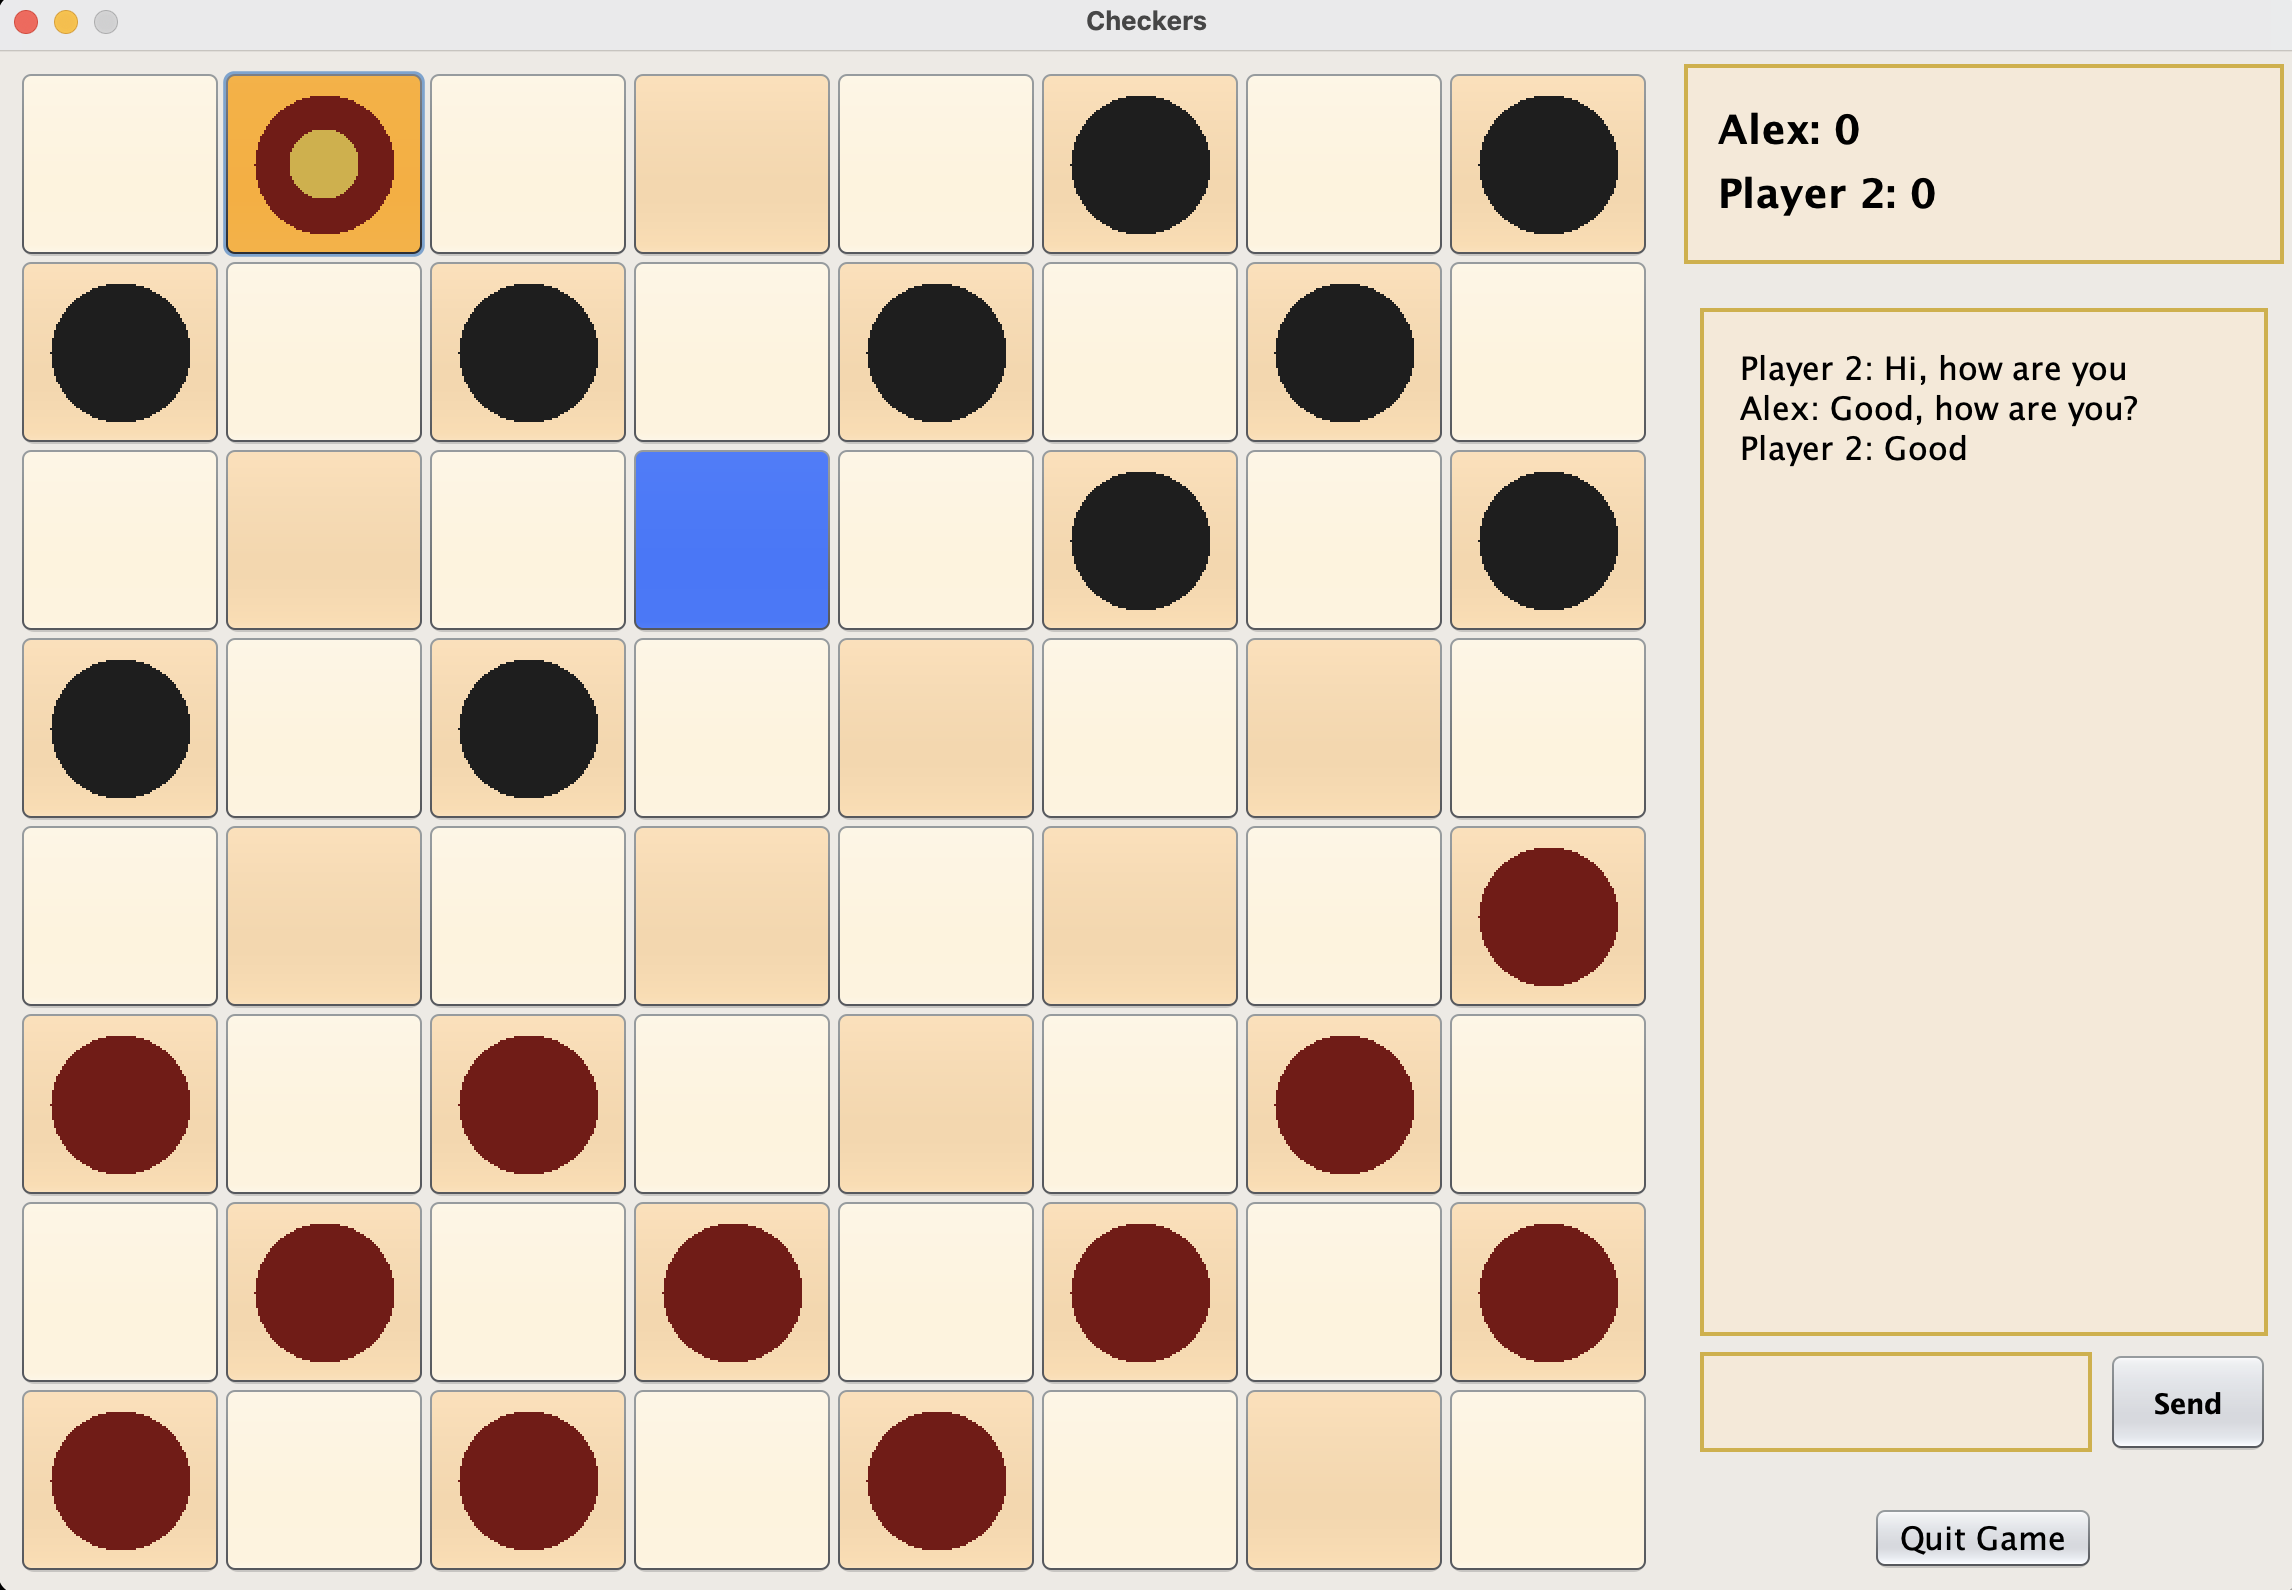 Checkers
Alex: 0
Player 2: 0
Player 2: Hi, how are you
Alex: Good, how are you?
Player 2: Good
Send
Quit Game